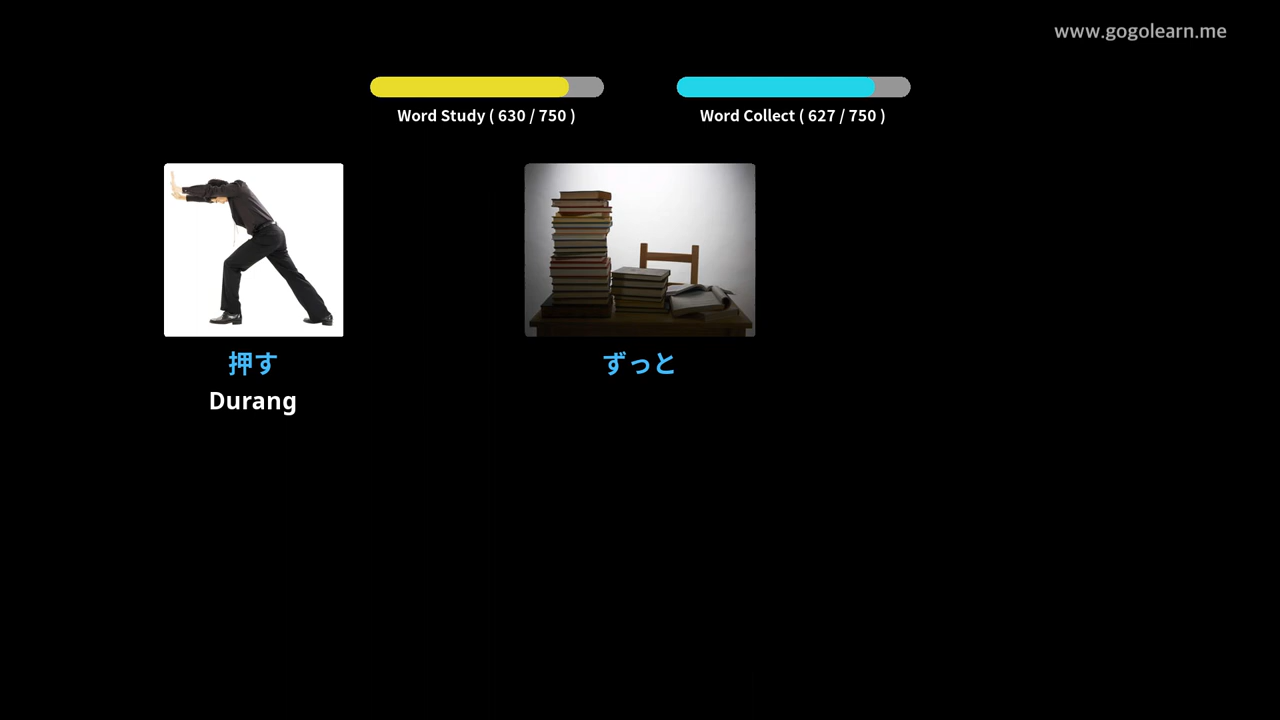 www.gogolearn.me
Word Study ( 630 / 750 )
Word Collect ( 627 / 750 )
押す
Durang
ずっと